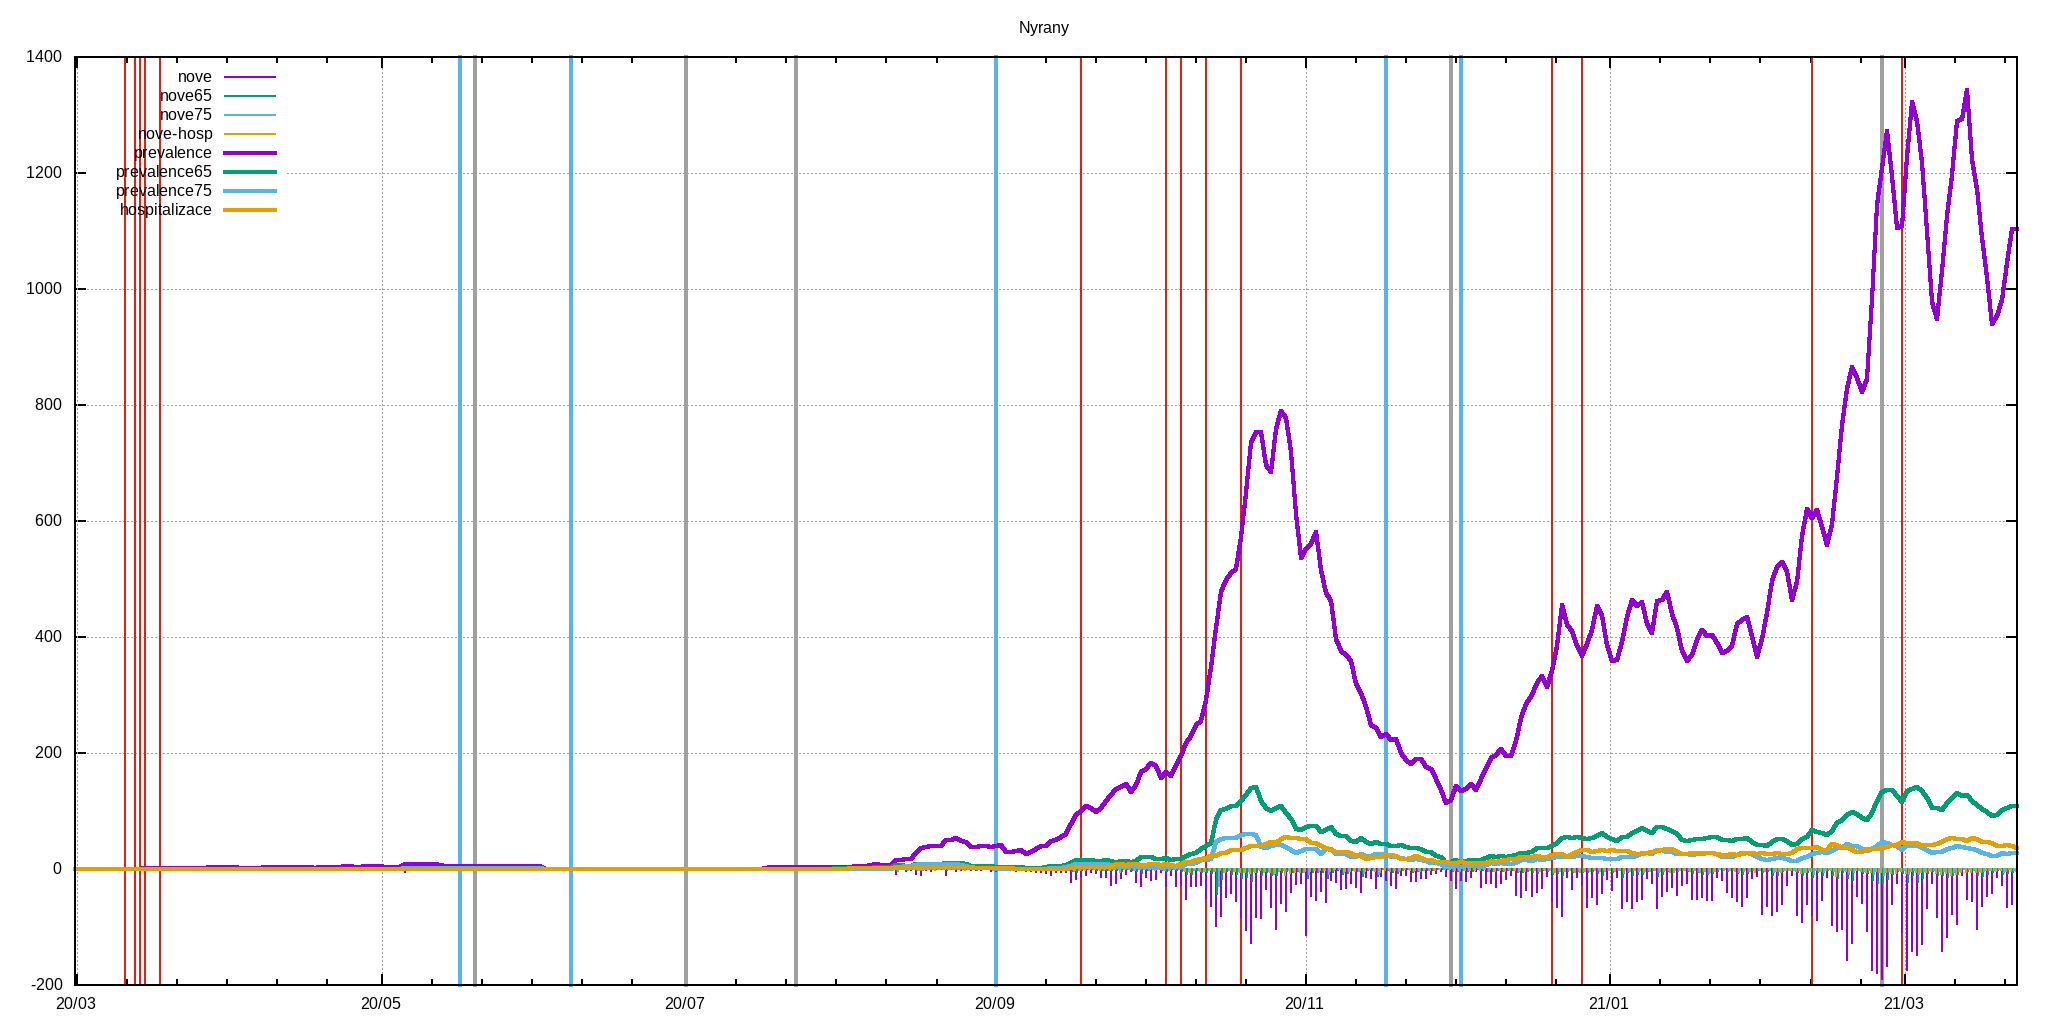 Nyrany
1400
1200
1000
800
600
400
200
0
-200
nove
nove65
nove75
nove-hosp
prevalence
prevalence65
prevalence75
hospitalizace
20/03
20/05
20/07
20/09
20/11
21/01
21/03